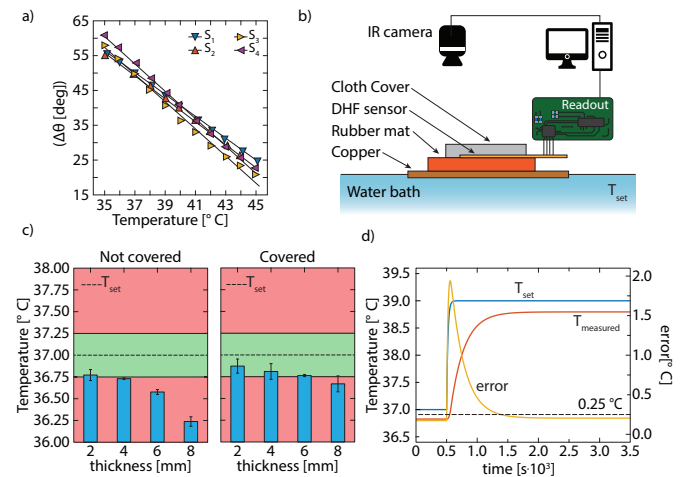 a)
65
55
45
35
25
15
(Δθ [deg])
S1
S2
S3
S4
35 36 37 38 39 40 41 42 43 44 45
Temperature [° C]
b)
IR camera
Cloth Cover
DHF sensor
Rubber mat
Copper
Readout
Water bath
Tset
c)
Not covered
Covered
38.00
37.75
37.50
37.25
37.00
36.75
36.50
36.25
36.00
Temperature [° C]
Tset
Tset
2 4 6 8
2 4 6 8
thickness [mm]
thickness [mm]
d)
39.5
39.0
38.5
38.0
37.5
37.0
36.5
Temperature [° C]
Tset
Tmeasured
error
0.25 °C
2.0
1.5
1.0
0.5
0.0
error[° C]
0.0 0.5 1.0 1.5 2.0 2.5 3.0 3.5
time [s·10³]